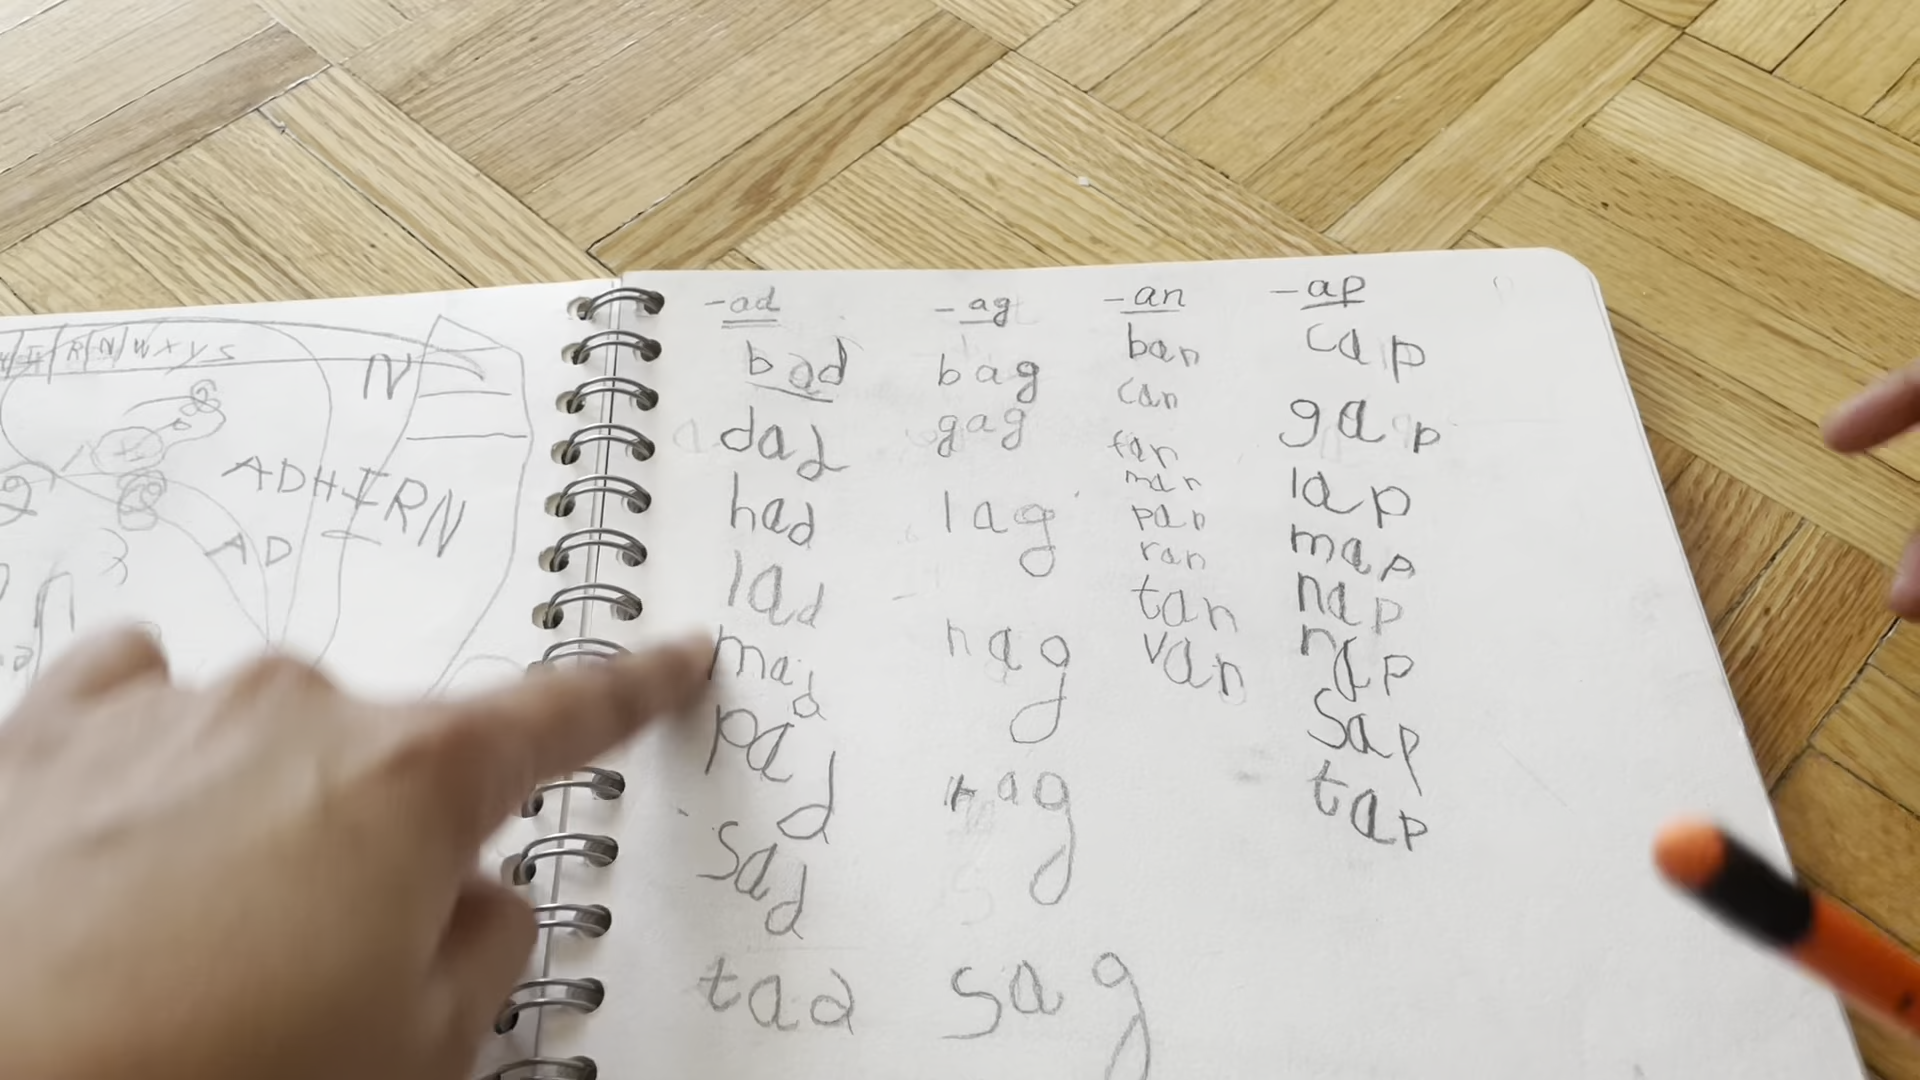 -ad
bad
dad
had
lad
mad
pad
sad
tad
-ag
bag
gag
lag
nag
rag
sag
-an
ban
can
fan
man
pan
ran
tan
van
-ap
cap
gap
lap
map
nap
rap
sap
tap
N
ADHIRN
AD